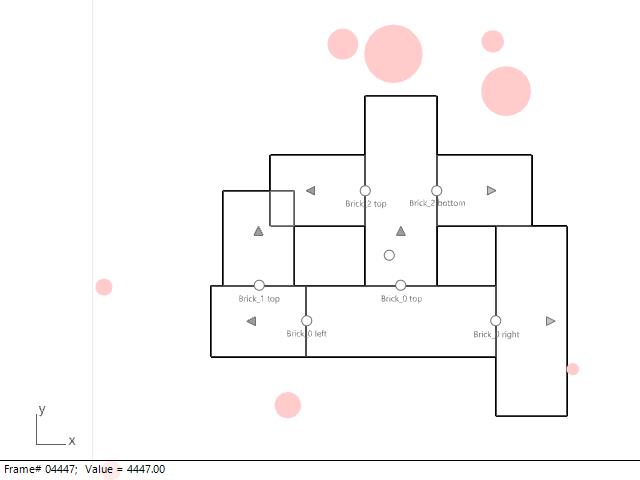 Brick_2 top
Brick_2 bottom
Brick_1 top
Brick_0 top
Brick_0 left
Brick_0 right
y
x
Frame# 04447; Value = 4447.00